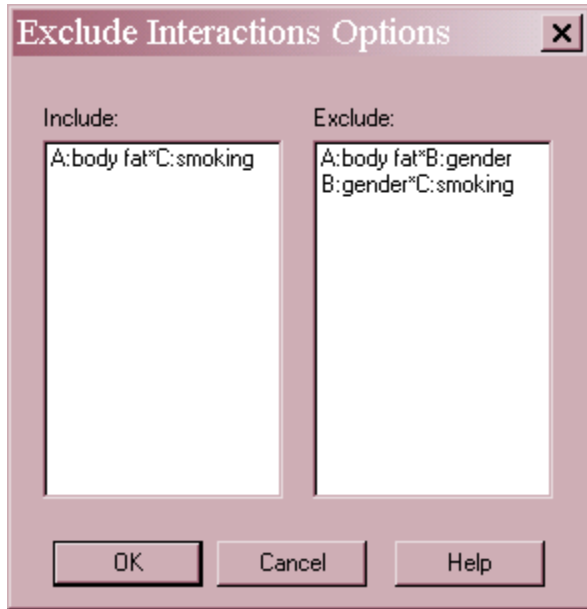 Exclude Interactions Options
Include:
Exclude:
A:body fat*C:smoking
A:body fat*B:gender
B:gender*C:smoking
OK
Cancel
Help